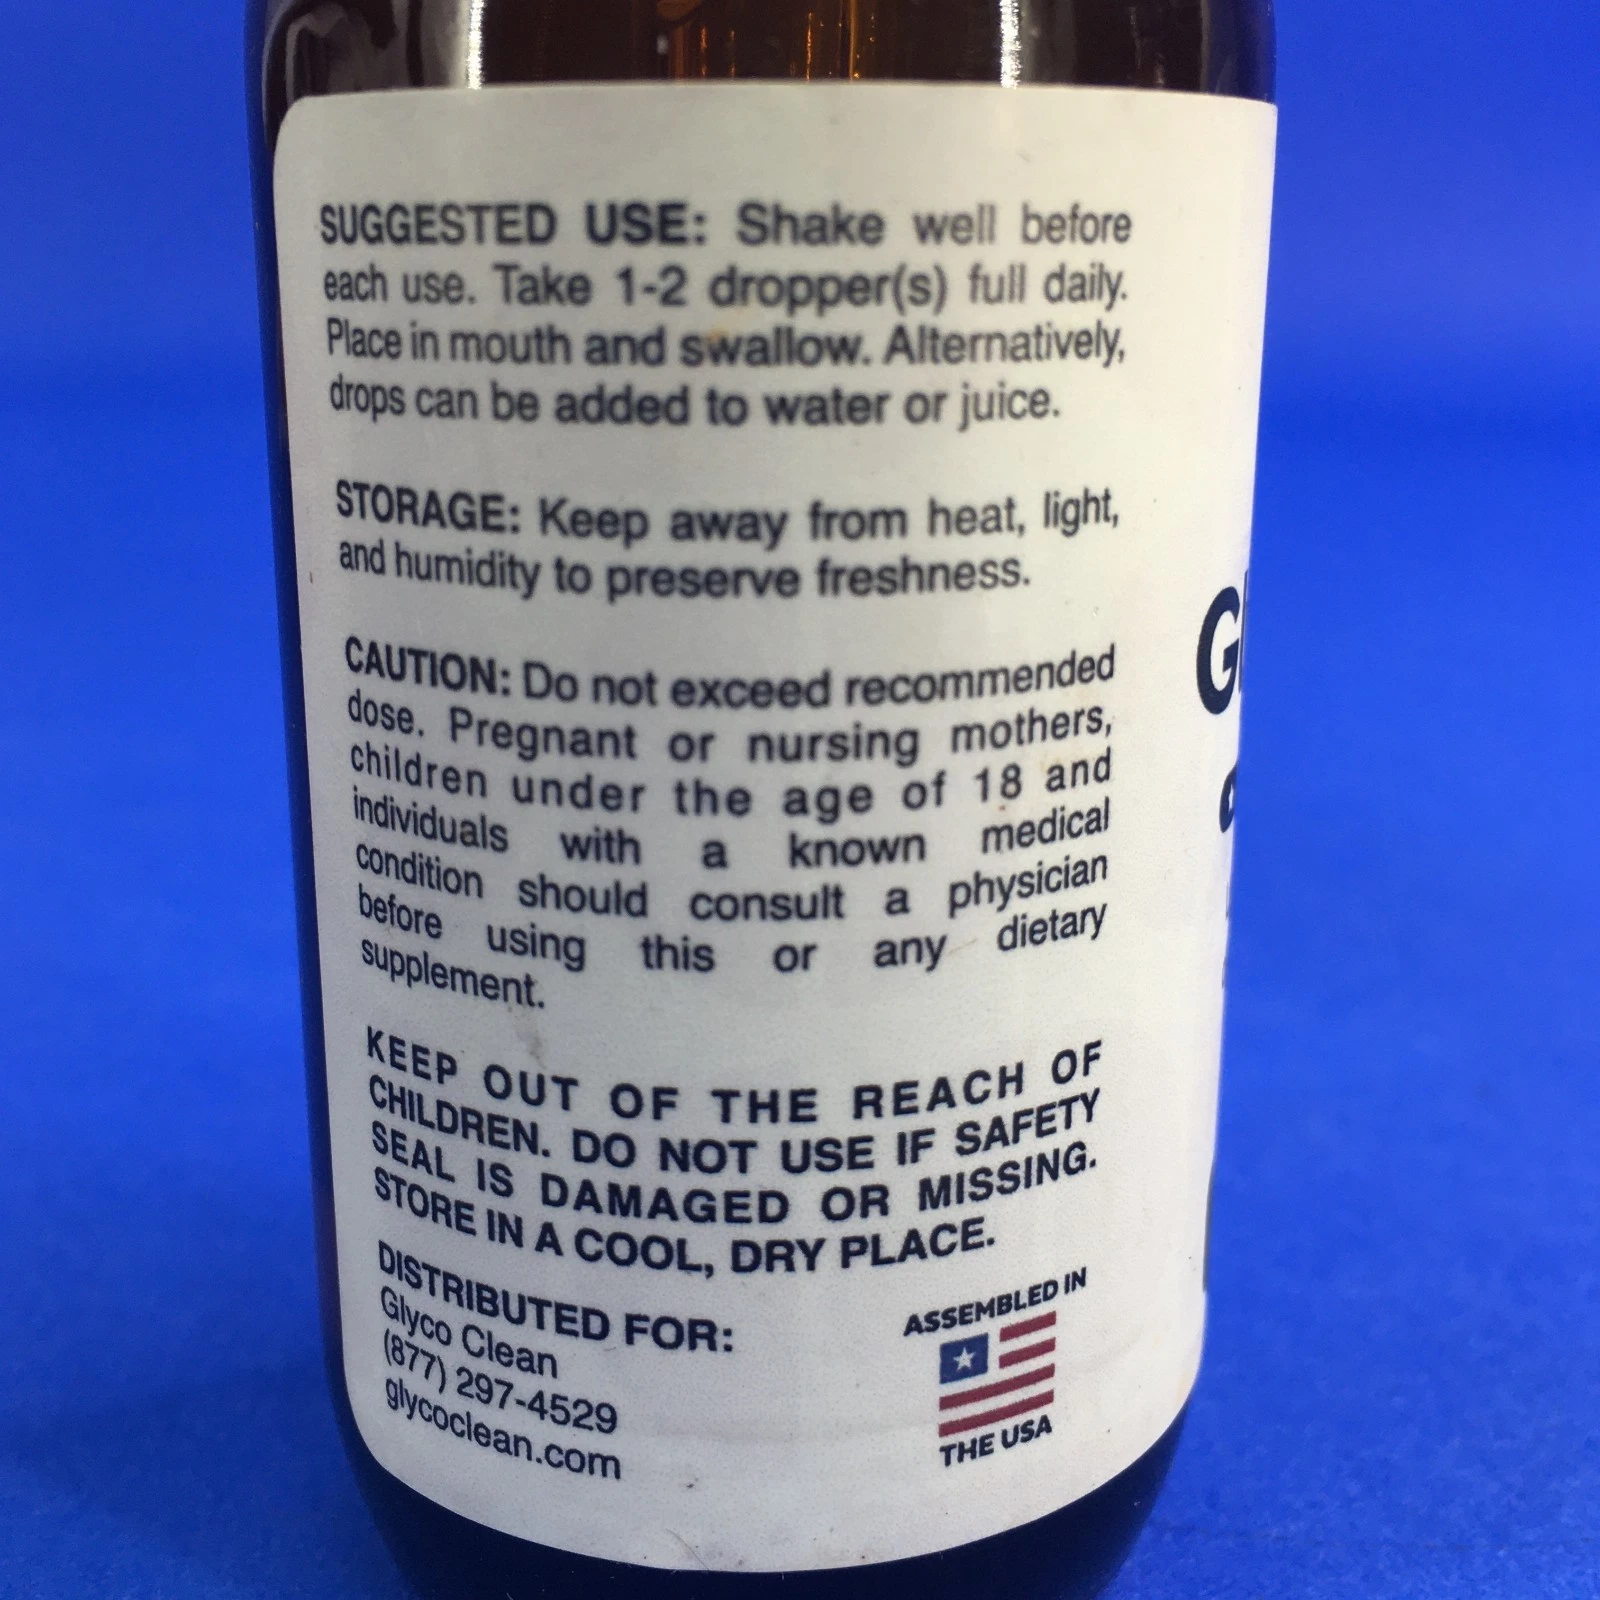 SUGGESTED USE: Shake well before
each use. Take 1-2 dropper(s) full daily.
Place in mouth and swallow. Alternatively,
drops can be added to water or juice.
STORAGE: Keep away from heat, light,
and humidity to preserve freshness.
CAUTION: Do not exceed recommended
dose. Pregnant or nursing mothers,
children under the age of 18 and
individuals with a known medical
condition should consult a physician
before using this or any dietary
supplement.
KEEP OUT OF THE REACH OF
CHILDREN. DO NOT USE IF SAFETY
SEAL IS DAMAGED OR MISSING.
STORE IN A COOL, DRY PLACE.
DISTRIBUTED FOR:
Glyco Clean
(877) 297-4529
glycoclean.com
ASSEMBLED IN
THE USA